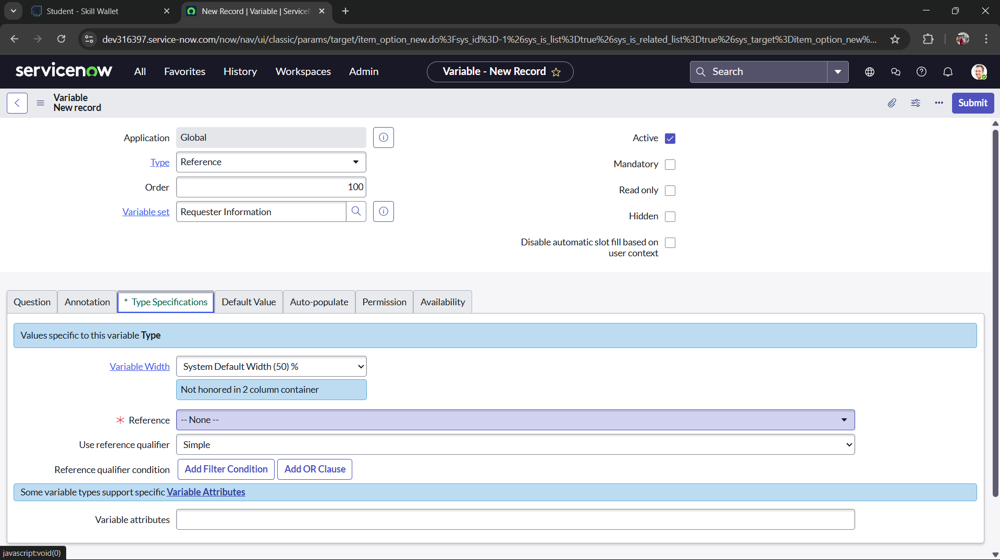 Student - Skill Wallet
New Record | Variable | Service
dev316397.service-now.com/now/nav/ui/classic/params/target/item_option_new.do%3Fsys_id%3D-1%26sys_is_list%3Dtrue%26sys_is_related_list%3Dtrue%26sys_target%3Ditem_option_new%...
servicenow
All
Favorites
History
Workspaces
Admin
Variable - New Record
Search
Variable
New record
Submit
Application
Global
Type
Reference
Order
100
Variable set
Requester Information
Active
Mandatory
Read only
Hidden
Disable automatic slot fill based on
user context
Question
Annotation
* Type Specifications
Default Value
Auto-populate
Permission
Availability
Values specific to this variable Type
Variable Width
System Default Width (50) %
Not honored in 2 column container
* Reference
-- None --
Use reference qualifier
Simple
Reference qualifier condition
Add Filter Condition
Add OR Clause
Some variable types support specific Variable Attributes
Variable attributes
javascript:void(0)